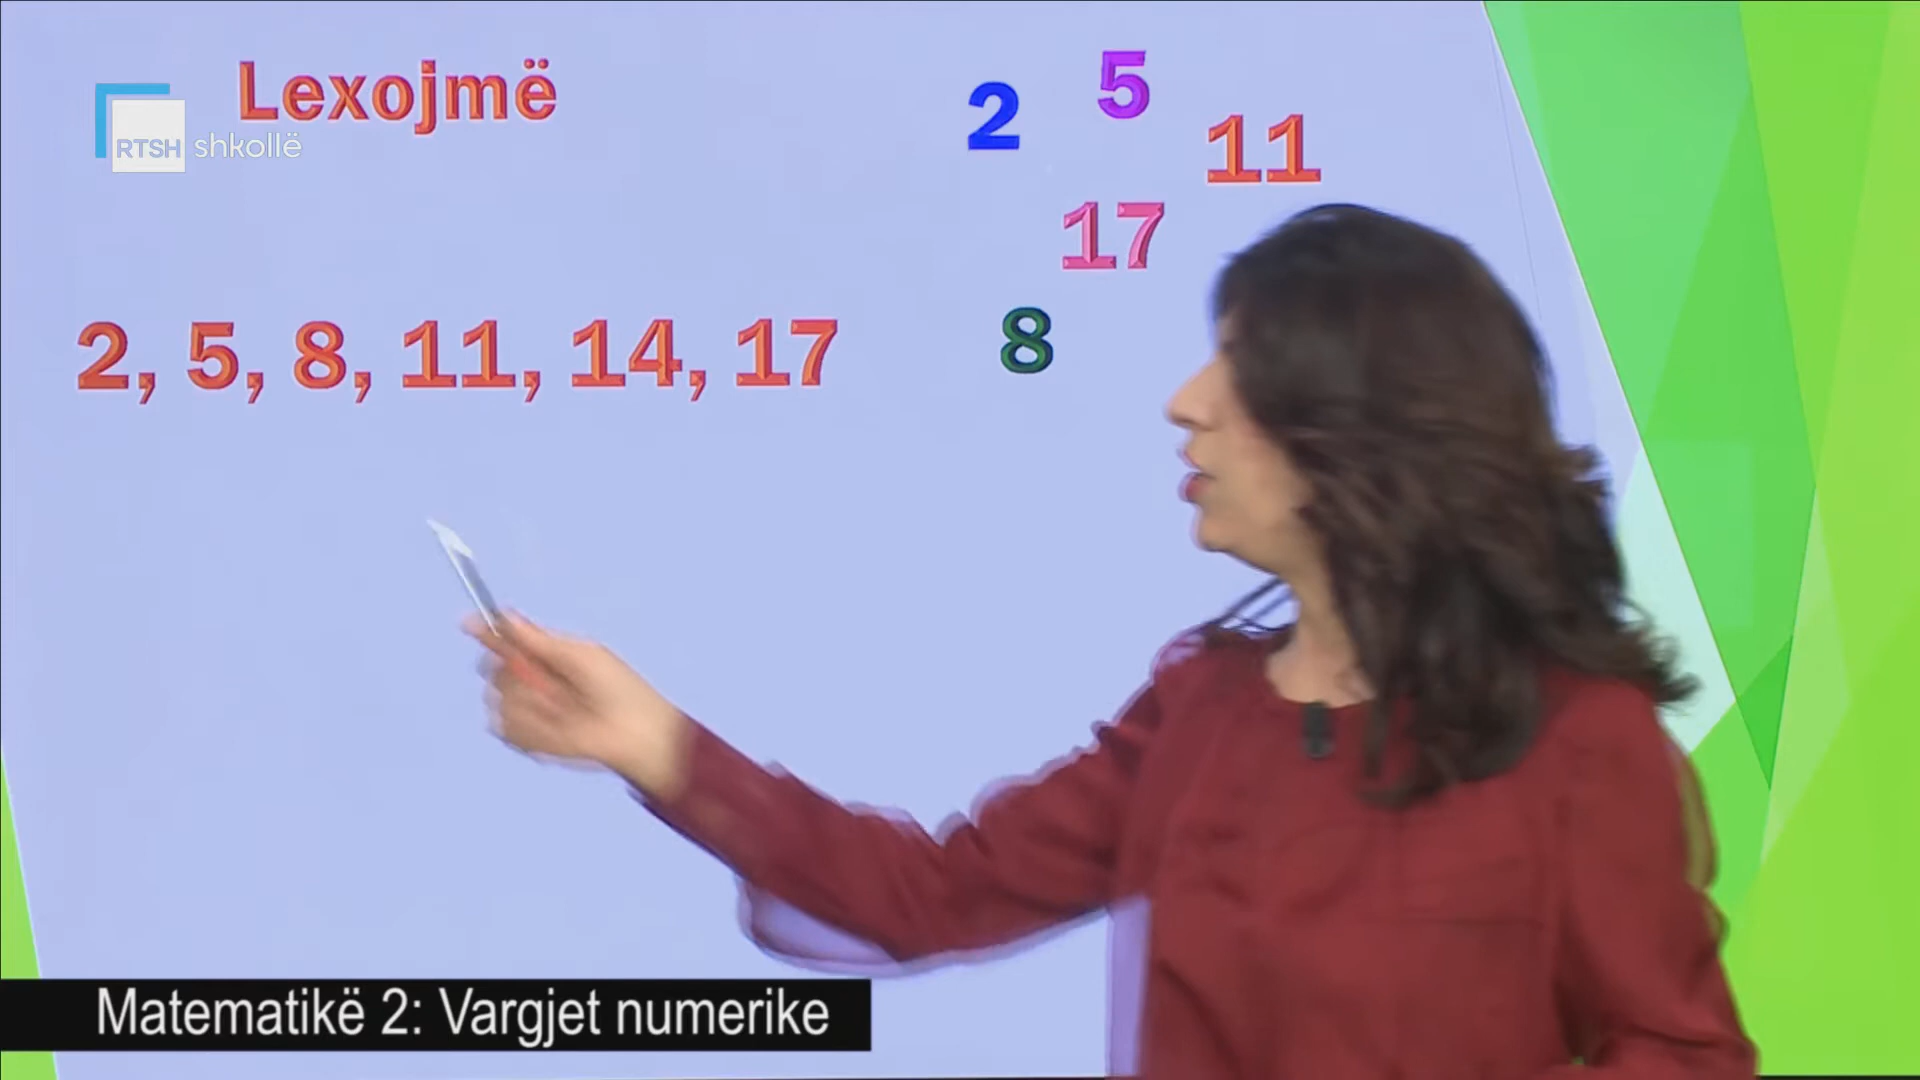 Lexojmë
RTSH shkollë
2 5 11
17
8
2, 5, 8, 11, 14, 17
Matematikë 2: Vargjet numerike